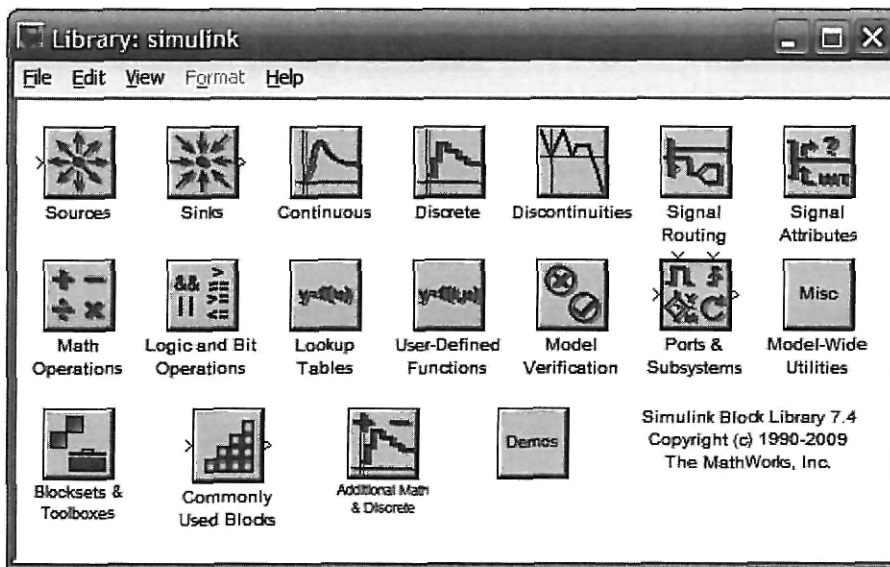 Library: simulink
File Edit View Format Help
Sources
Sinks
Continuous
Discrete
Discontinuities
Signal
Routing
Signal
Attributes
Math
Operations
&&
||
Logic and Bit
Operations
Lookup
Tables
User-Defined
Functions
Model
Verification
Ports &
Subsystems
Misc
Model-Wide
Utilities
Blocksets &
Toolboxes
Commonly
Used Blocks
Additional Math
& Discrete
Demos
Simulink Block Library 7.4
Copyright (c) 1990-2009
The MathWorks, Inc.